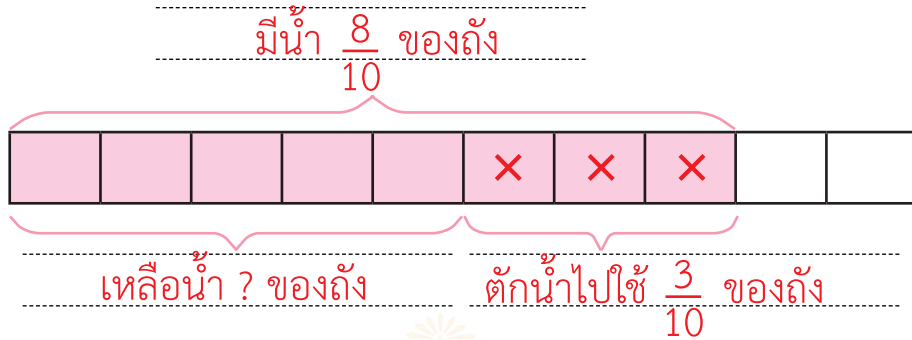 มีน้ำ 8/10 ของถัง
× × ×
เหลือน้ำ ? ของถัง
ตักน้ำไปใช้ 3/10 ของถัง